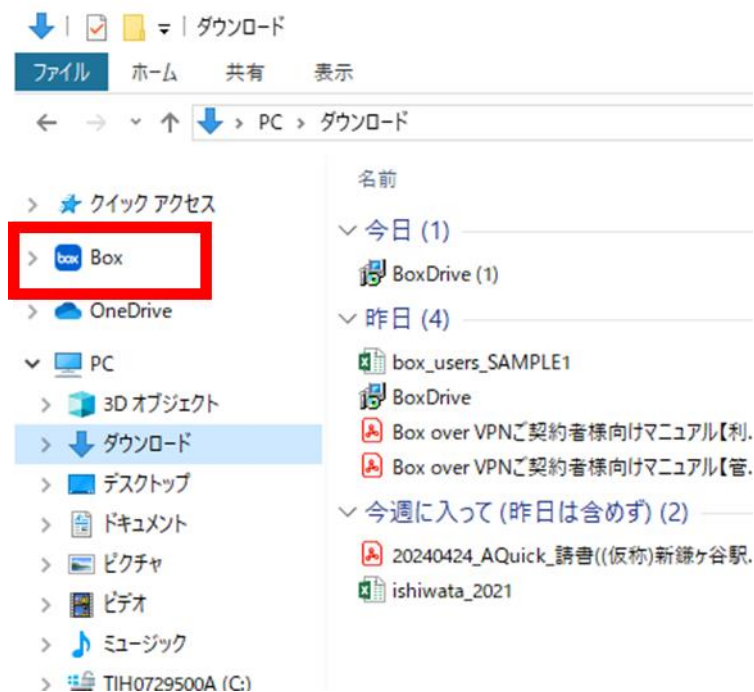 ダウンロード
ファイル ホーム 共有 表示
PC › ダウンロード
名前
クイック アクセス
box Box
OneDrive
PC
3D オブジェクト
ダウンロード
デスクトップ
ドキュメント
ピクチャ
ビデオ
ミュージック
TIH0729500A (C:)
今日 (1)
BoxDrive (1)
昨日 (4)
box_users_SAMPLE1
BoxDrive
Box over VPNご契約者様向けマニュアル【利...
Box over VPNご契約者様向けマニュアル【管...
今週に入って (昨日は含めず) (2)
20240424_AQuick_請書((仮称)新鎌ヶ谷駅...
ishiwata_2021